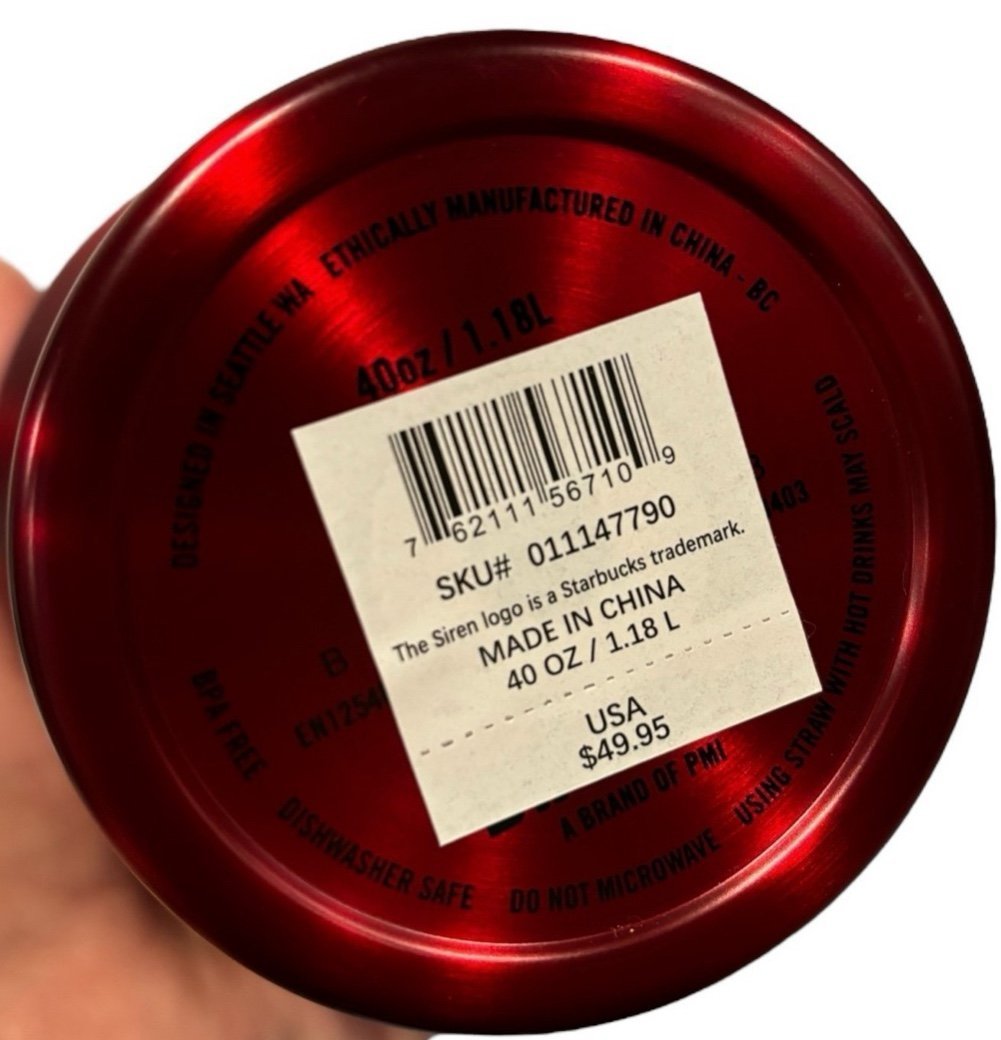 DESIGNED IN SEATTLE WA
ETHICALLY MANUFACTURED IN CHINA - BC
40oz / 1.18L
7 62111 56710 9
SKU# 011147790
The Siren logo is a Starbucks trademark.
MADE IN CHINA
40 OZ / 1.18 L
USA
$49.95
B
EN1254
403
A BRAND OF PMI
BPA FREE
DISHWASHER SAFE
DO NOT MICROWAVE
USING STRAW WITH HOT DRINKS MAY SCALD